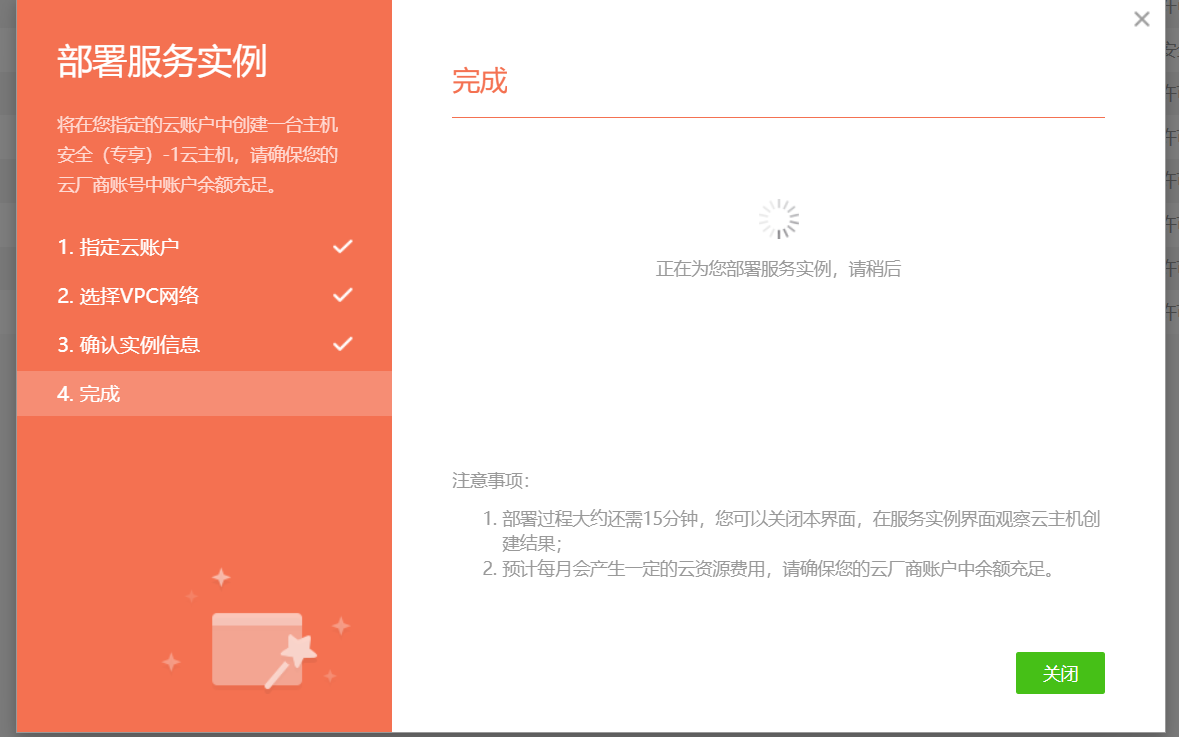 部署服务实例
将在您指定的云账户中创建一台主机
安全（专享）-1云主机，请确保您的
云厂商账号中账户余额充足。
1. 指定云账户
2. 选择VPC网络
3. 确认实例信息
4. 完成
完成
正在为您部署服务实例，请稍后
注意事项：
1. 部署过程大约还需15分钟，您可以关闭本界面，在服务实例界面观察云主机创
建结果；
2. 预计每月会产生一定的云资源费用，请确保您的云厂商账户中余额充足。
关闭